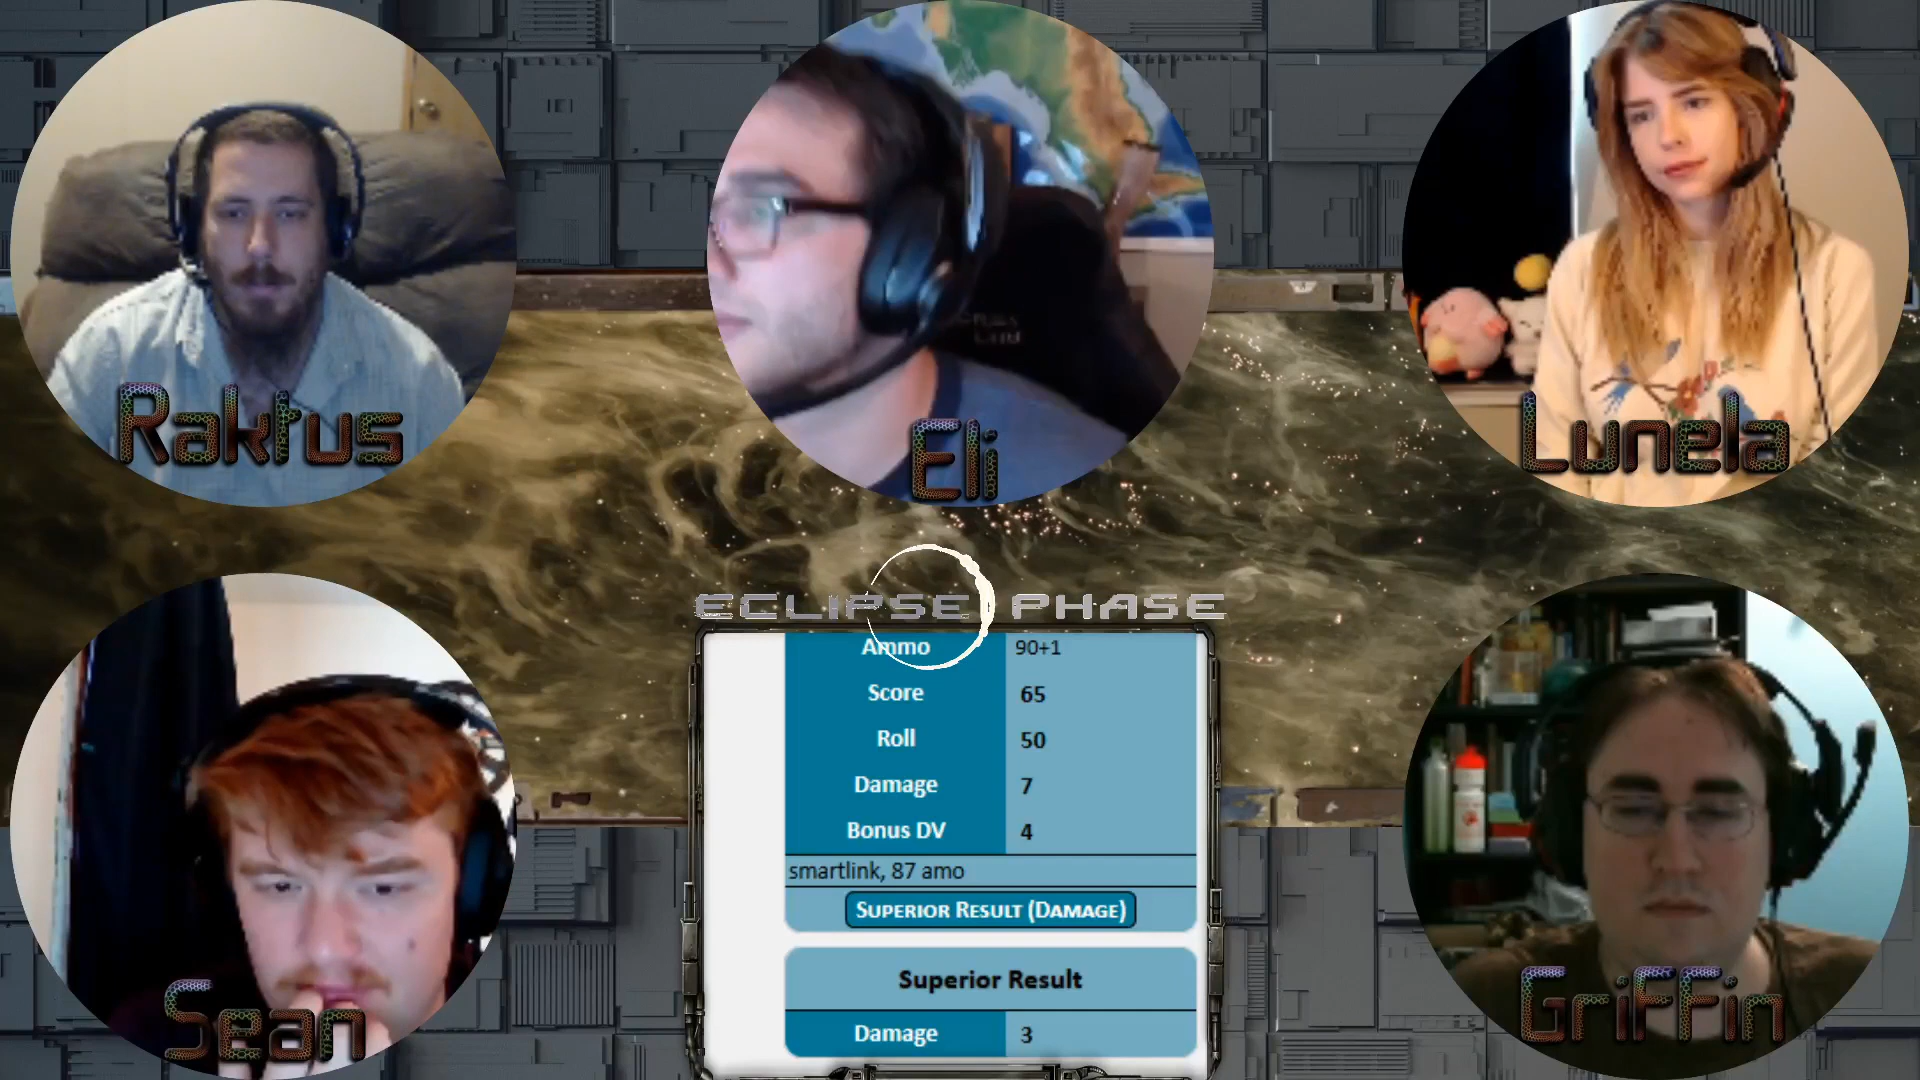 Raktus
Eli
Lunela
ECLIPSE PHASE
Ammo 90+1
Score 65
Roll 50
Damage 7
Bonus DV 4
smartlink, 87 amo
SUPERIOR RESULT (DAMAGE)
Superior Result
Damage 3
Sean
Griffin